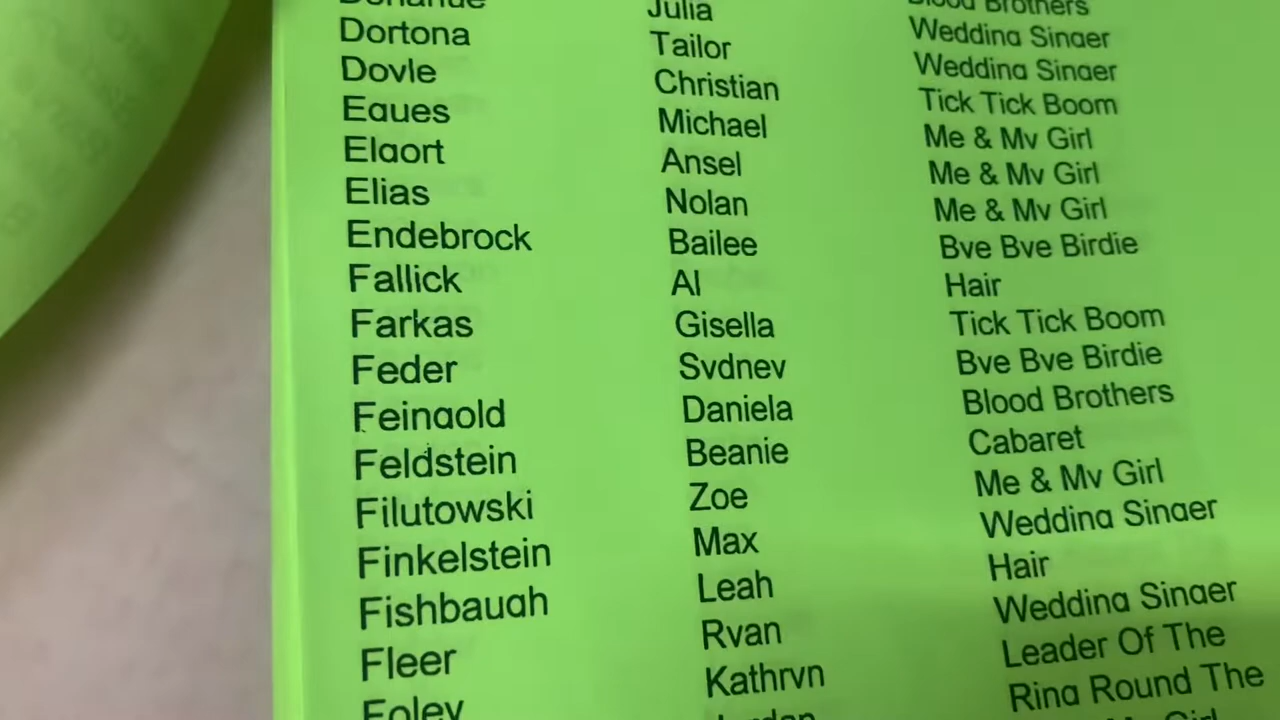 Julia Weddina Sinaer
Dortona Tailor Weddina Sinaer
Dovle Christian Tick Tick Boom
Eaues Michael Me & Mv Girl
Elaort Ansel Me & Mv Girl
Elias Nolan Me & Mv Girl
Endebrock Bailee Bve Bve Birdie
Fallick Al Hair
Farkas Gisella Tick Tick Boom
Feder Svdnev Bve Bve Birdie
Feinaold Daniela Blood Brothers
Feldstein Beanie Cabaret
Filutowski Zoe Me & Mv Girl
Finkelstein Max Weddina Sinaer
Fishbauah Leah Hair
Rvan Weddina Sinaer
Fleer Kathrvn Leader Of The
Foley Rina Round The